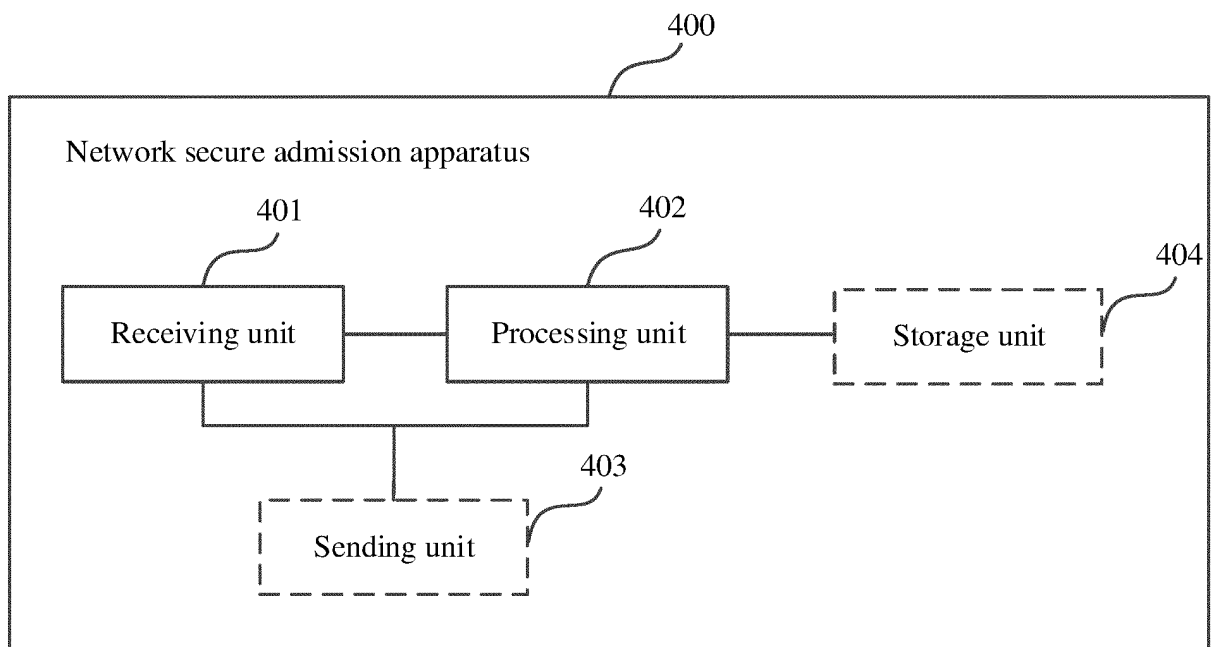 400
Network secure admission apparatus
401
402
404
Receiving unit
Processing unit
Storage unit
403
Sending unit